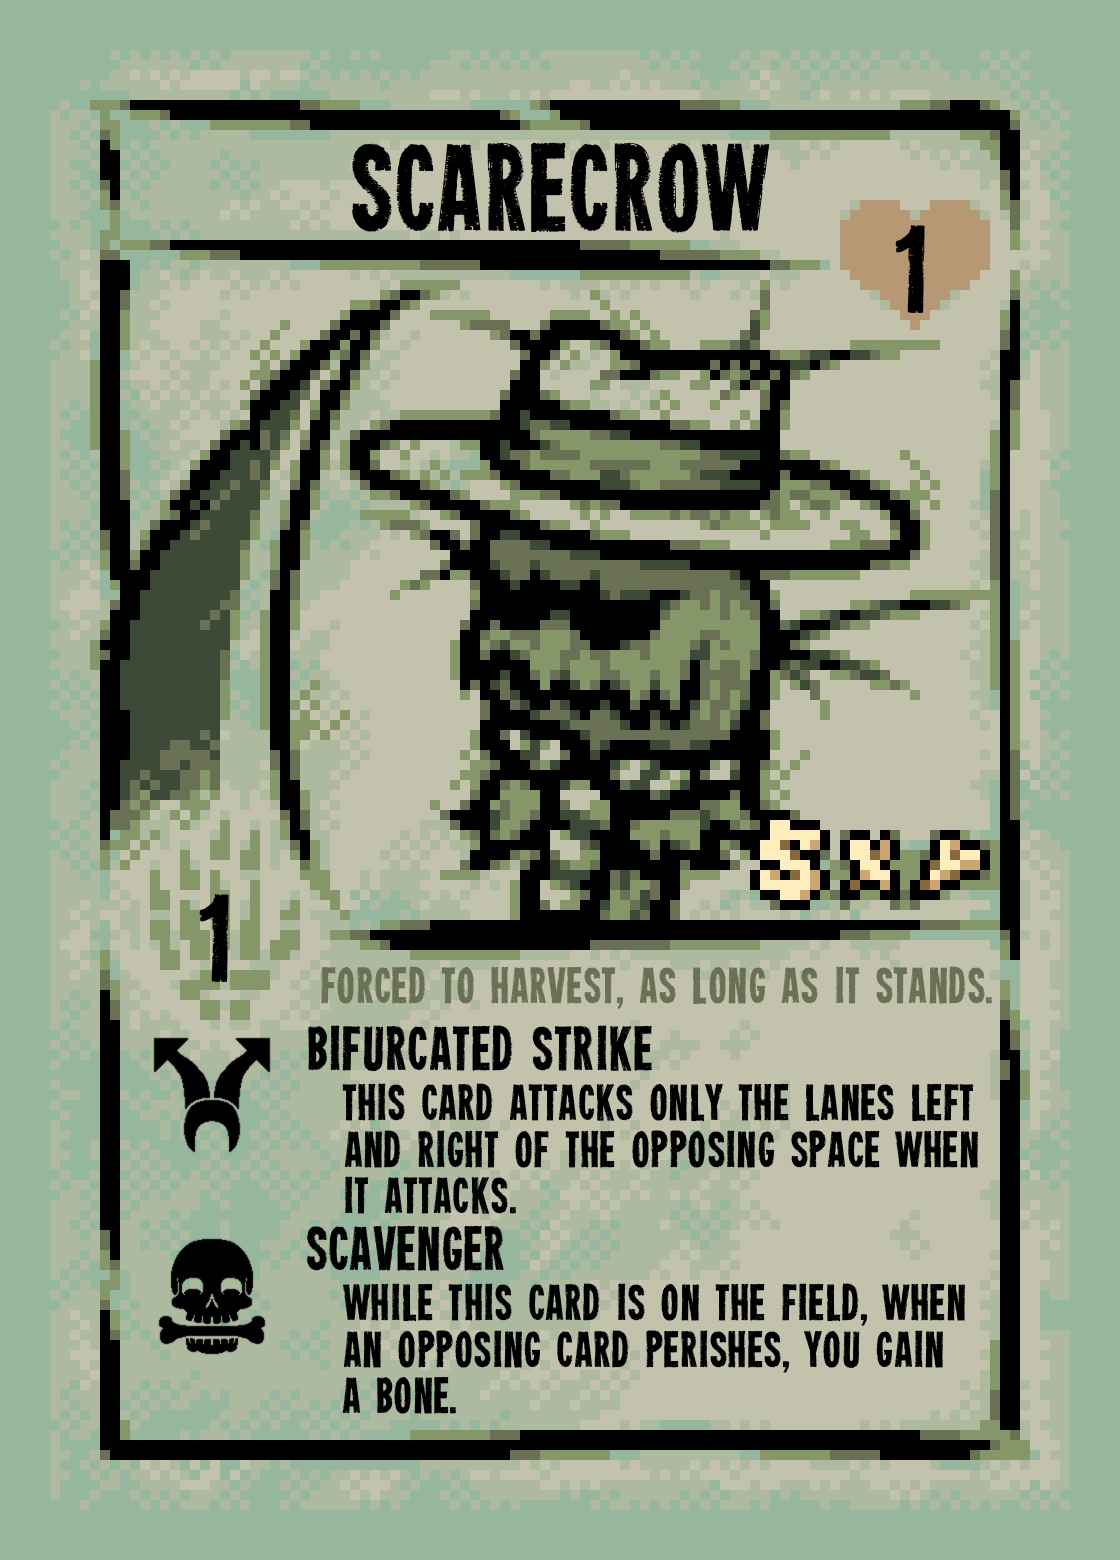 SCARECROW
1
5 X
1
FORCED TO HARVEST, AS LONG AS IT STANDS.
BIFURCATED STRIKE
THIS CARD ATTACKS ONLY THE LANES LEFT
AND RIGHT OF THE OPPOSING SPACE WHEN
IT ATTACKS.
SCAVENGER
WHILE THIS CARD IS ON THE FIELD, WHEN
AN OPPOSING CARD PERISHES, YOU GAIN
A BONE.